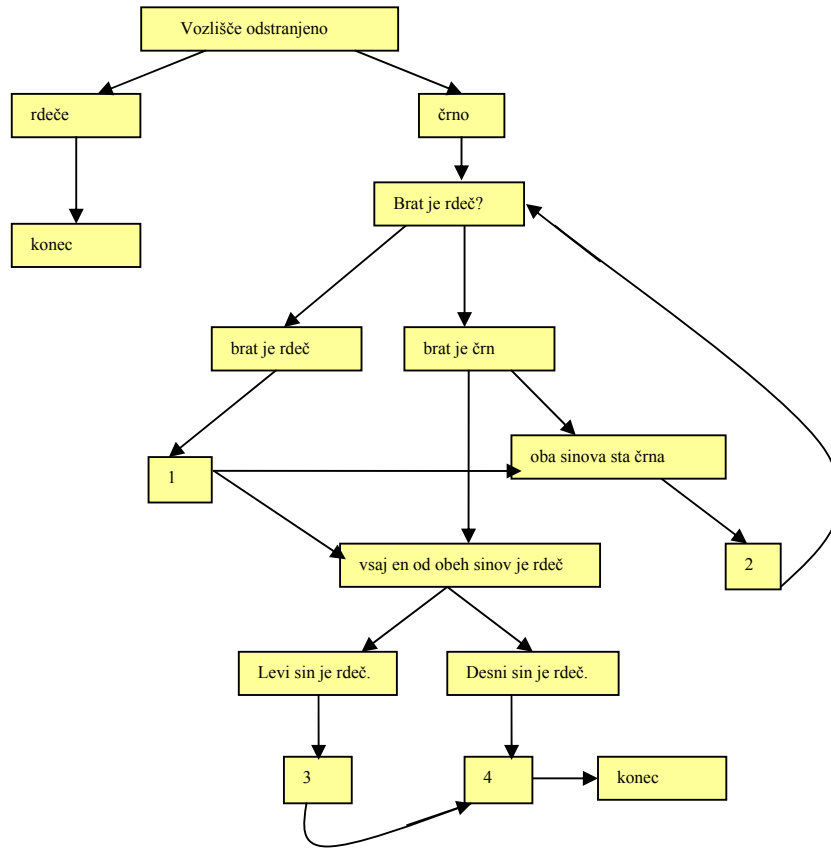 Vozlišče odstranjeno
rdeče
črno
Brat je rdeč?
konec
brat je rdeč
brat je črn
oba sinova sta črna
1
vsaj en od obeh sinov je rdeč
2
Levi sin je rdeč.
Desni sin je rdeč.
3
4
konec